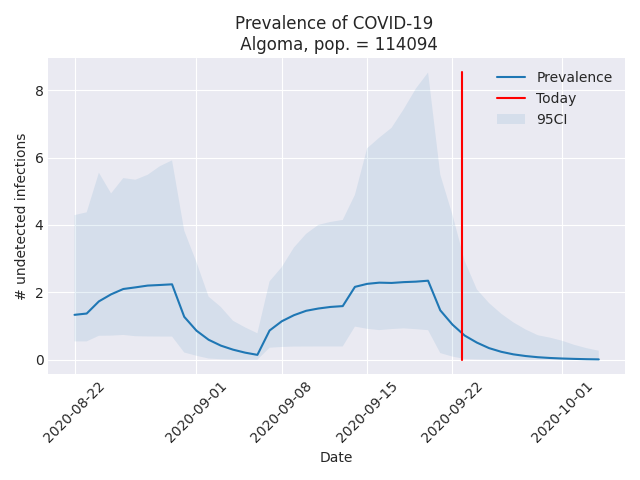 Prevalence of COVID-19
Algoma, pop. = 114094
# undetected infections
8
6
4
2
0
Prevalence
Today
95CI
2020-08-22
2020-09-01
2020-09-08
2020-09-15
2020-09-22
2020-10-01
Date